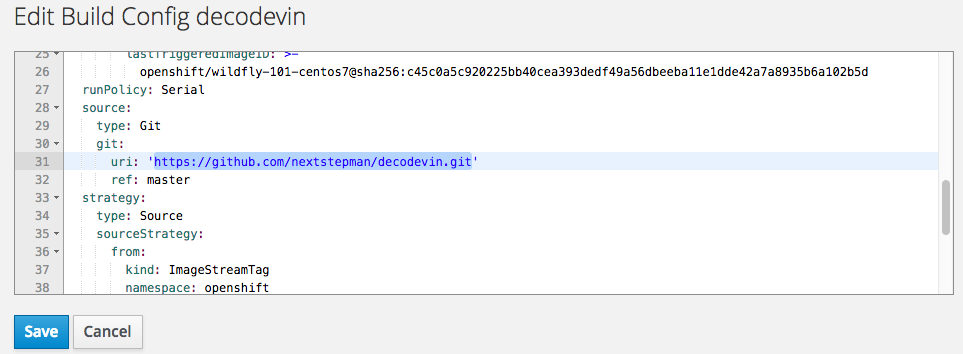 Edit Build Config decodevin
25 lastTriggeredImageID: >-
26 openshift/wildfly-101-centos7@sha256:c45c0a5c920225bb40cea393dedf49a56dbeeba11e1dde42a7a8935b6a102b5d
27 runPolicy: Serial
28 source:
29 type: Git
30 git:
31 uri: 'https://github.com/nextstepman/decodevin.git'
32 ref: master
33 strategy:
34 type: Source
35 sourceStrategy:
36 from:
37 kind: ImageStreamTag
38 namespace: openshift
Save Cancel